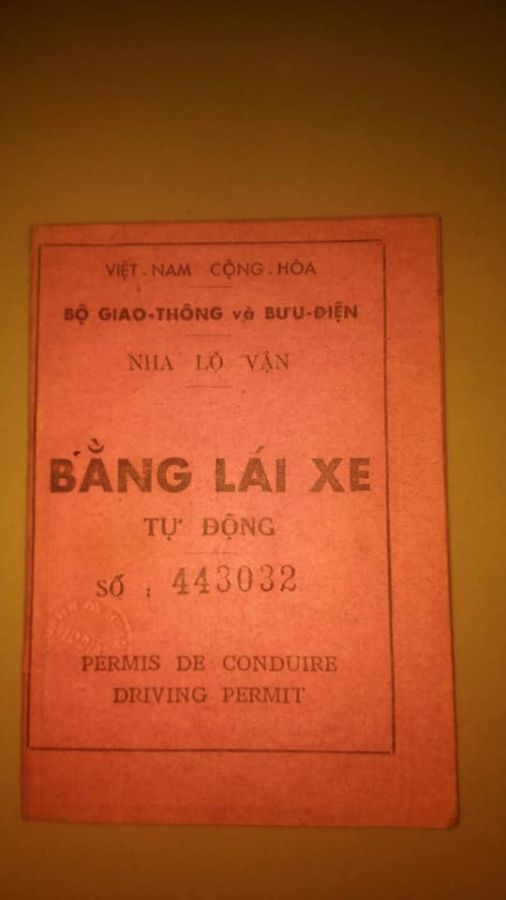 VIỆT-NAM CỘNG-HÒA
BỘ GIAO-THÔNG và BƯU-ĐIỆN
NHA LỘ VẬN
BẰNG LÁI XE
TỰ ĐỘNG
SỐ : 443032
PERMIS DE CONDUIRE
DRIVING PERMIT